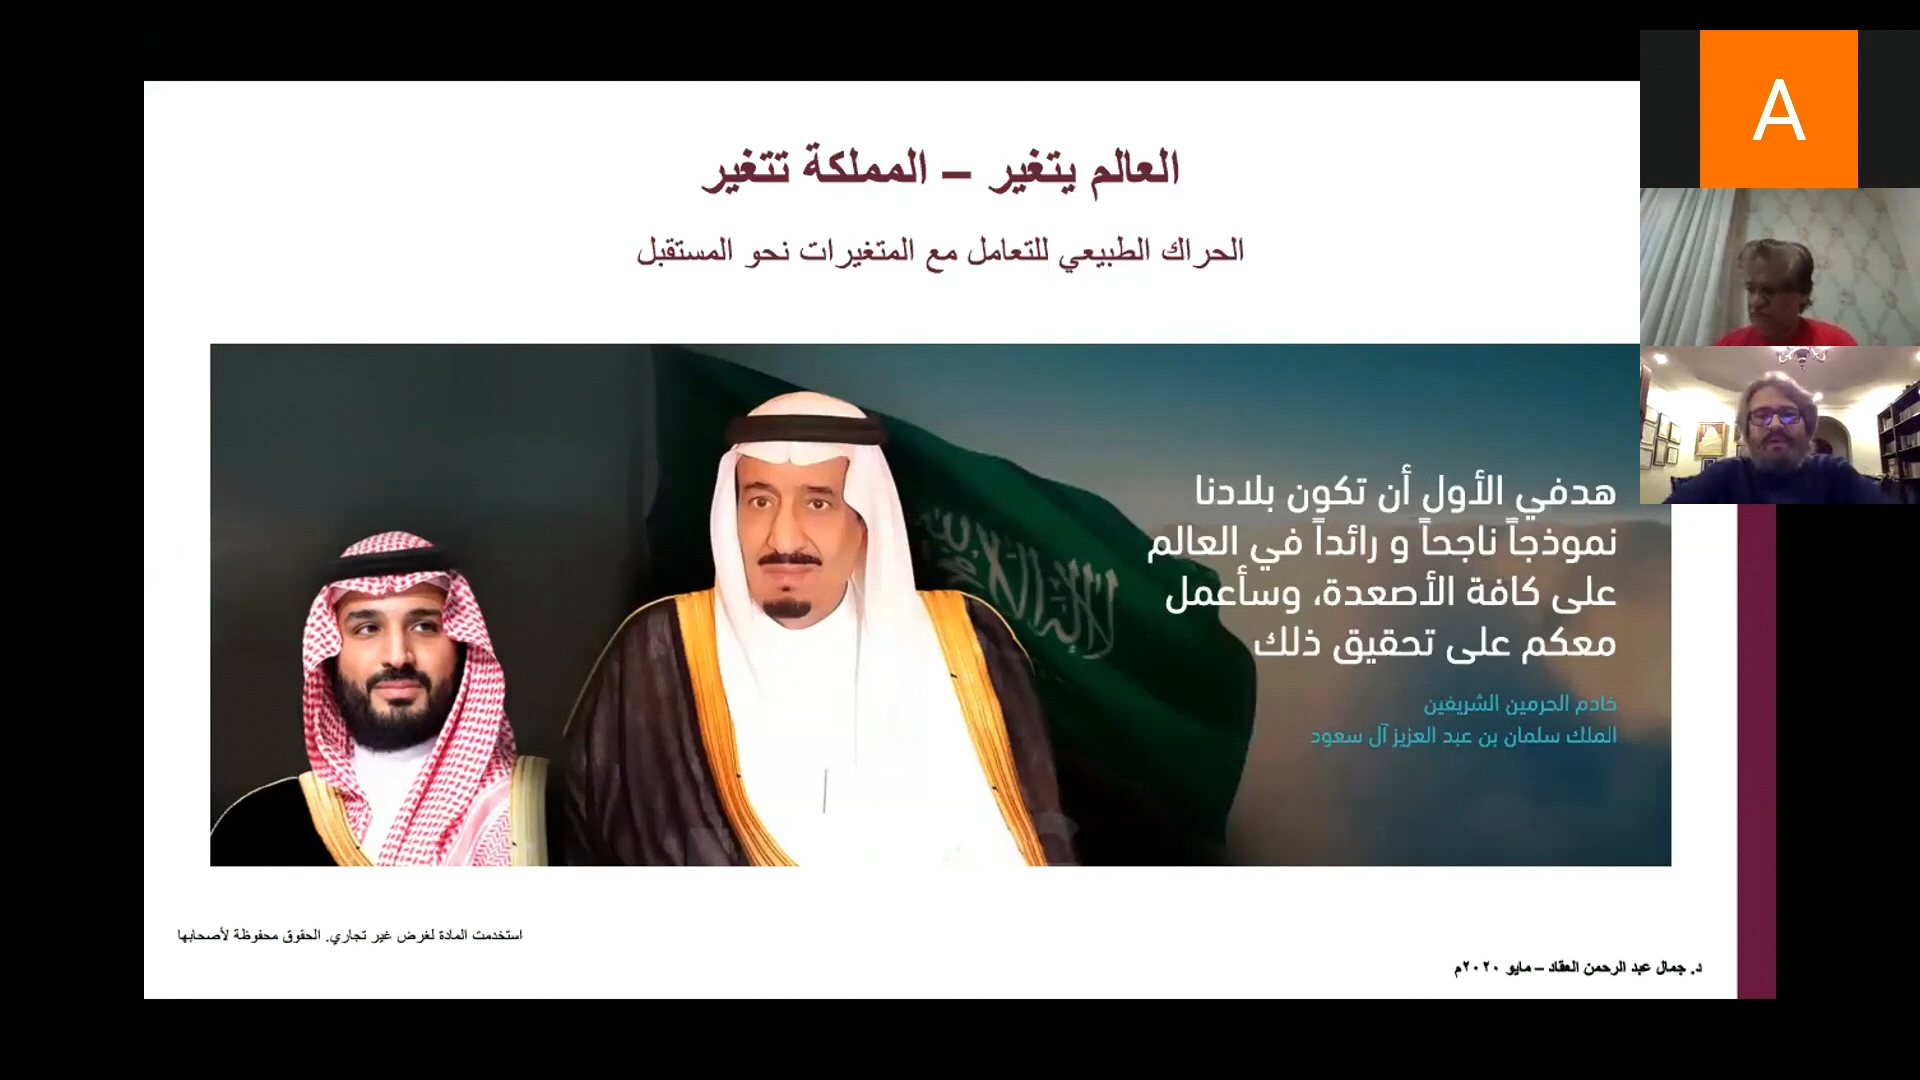 العالم يتغير – المملكة تتغير
الحراك الطبيعي للتعامل مع المتغيرات نحو المستقبل
هدفي الأول أن تكون بلادنا
نموذجاً ناجحاً و رائداً في العالم
على كافة الأصعدة، وسأعمل
معكم على تحقيق ذلك
خادم الحرمين الشريفين
الملك سلمان بن عبد العزيز آل سعود
استخدمت المادة لغرض غير تجاري. الحقوق محفوظة لأصحابها
د. جمال عبد الرحمن العقاد – مايو ٢٠٢٠م
A